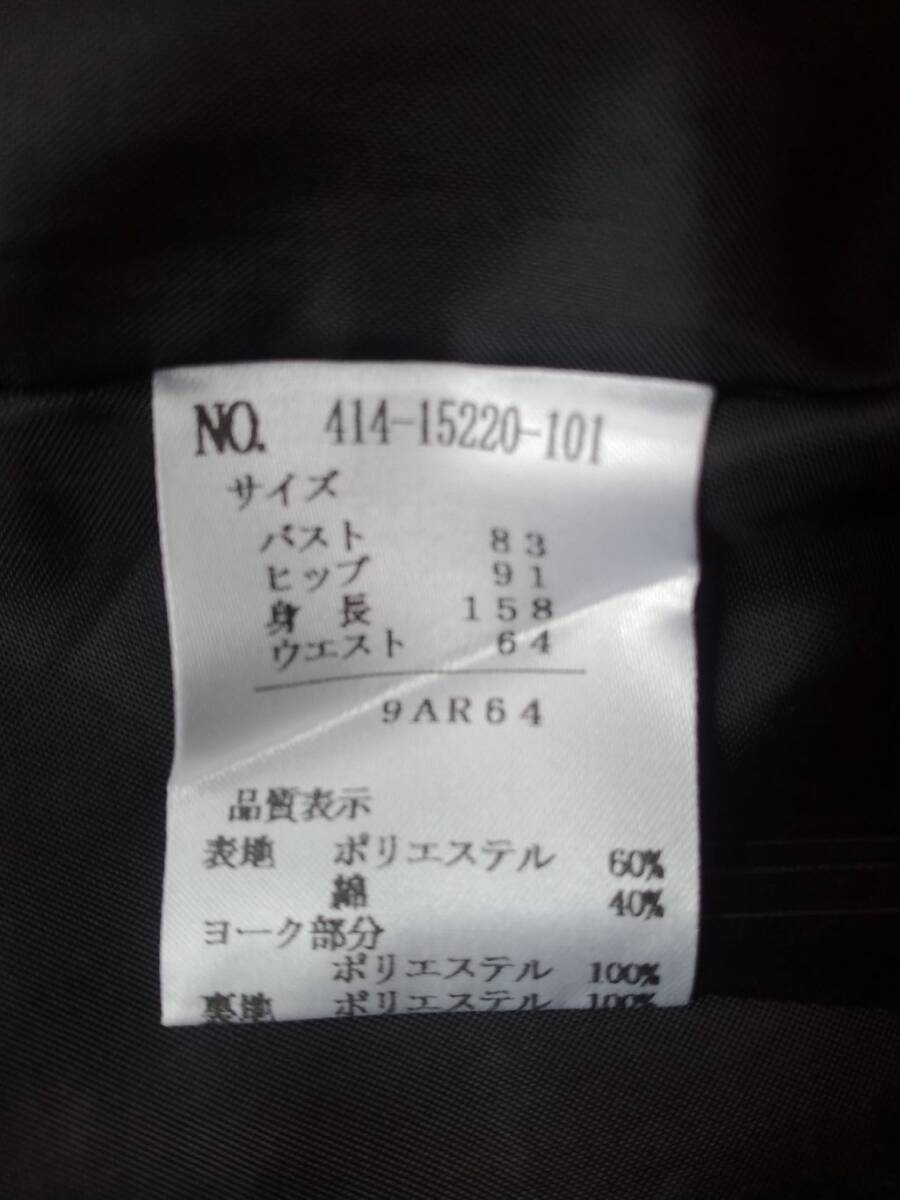 NO. 414-15220-101
サイズ
バスト 83
ヒップ 91
身長 158
ウエスト 64
9AR64
品質表示
表地 ポリエステル 60%
綿 40%
ヨーク部分
ポリエステル 100%
裏地 ポリエステル 100%